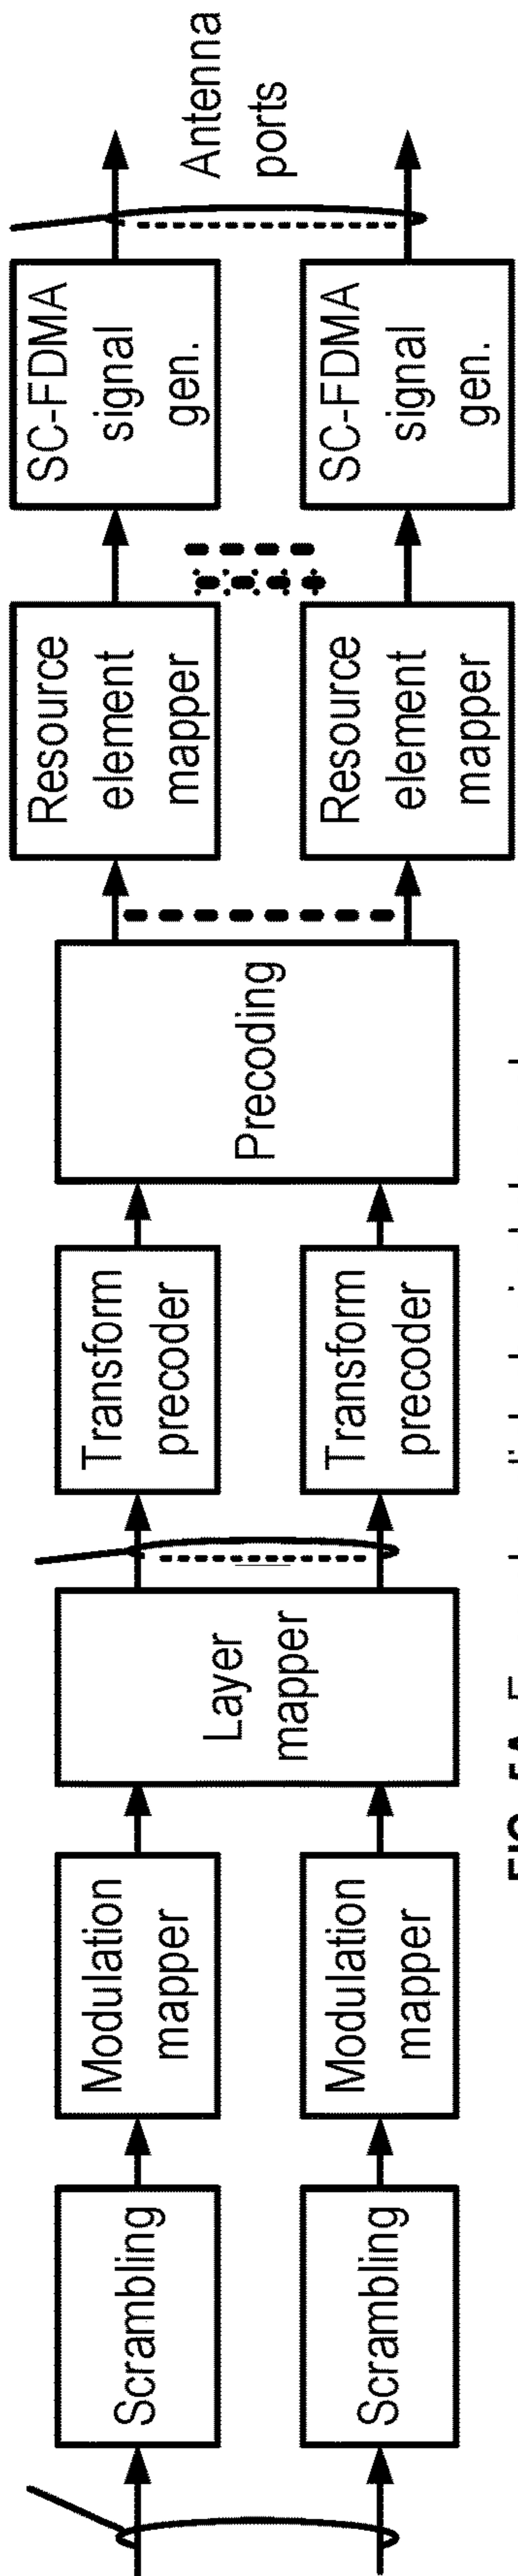 Scrambling
Scrambling
Modulation
mapper
Modulation
mapper
Layer
mapper
Transform
precoder
Transform
precoder
Precoding
Resource
element
mapper
Resource
element
mapper
SC-FDMA
signal
gen.
SC-FDMA
signal
gen.
Antenna
ports